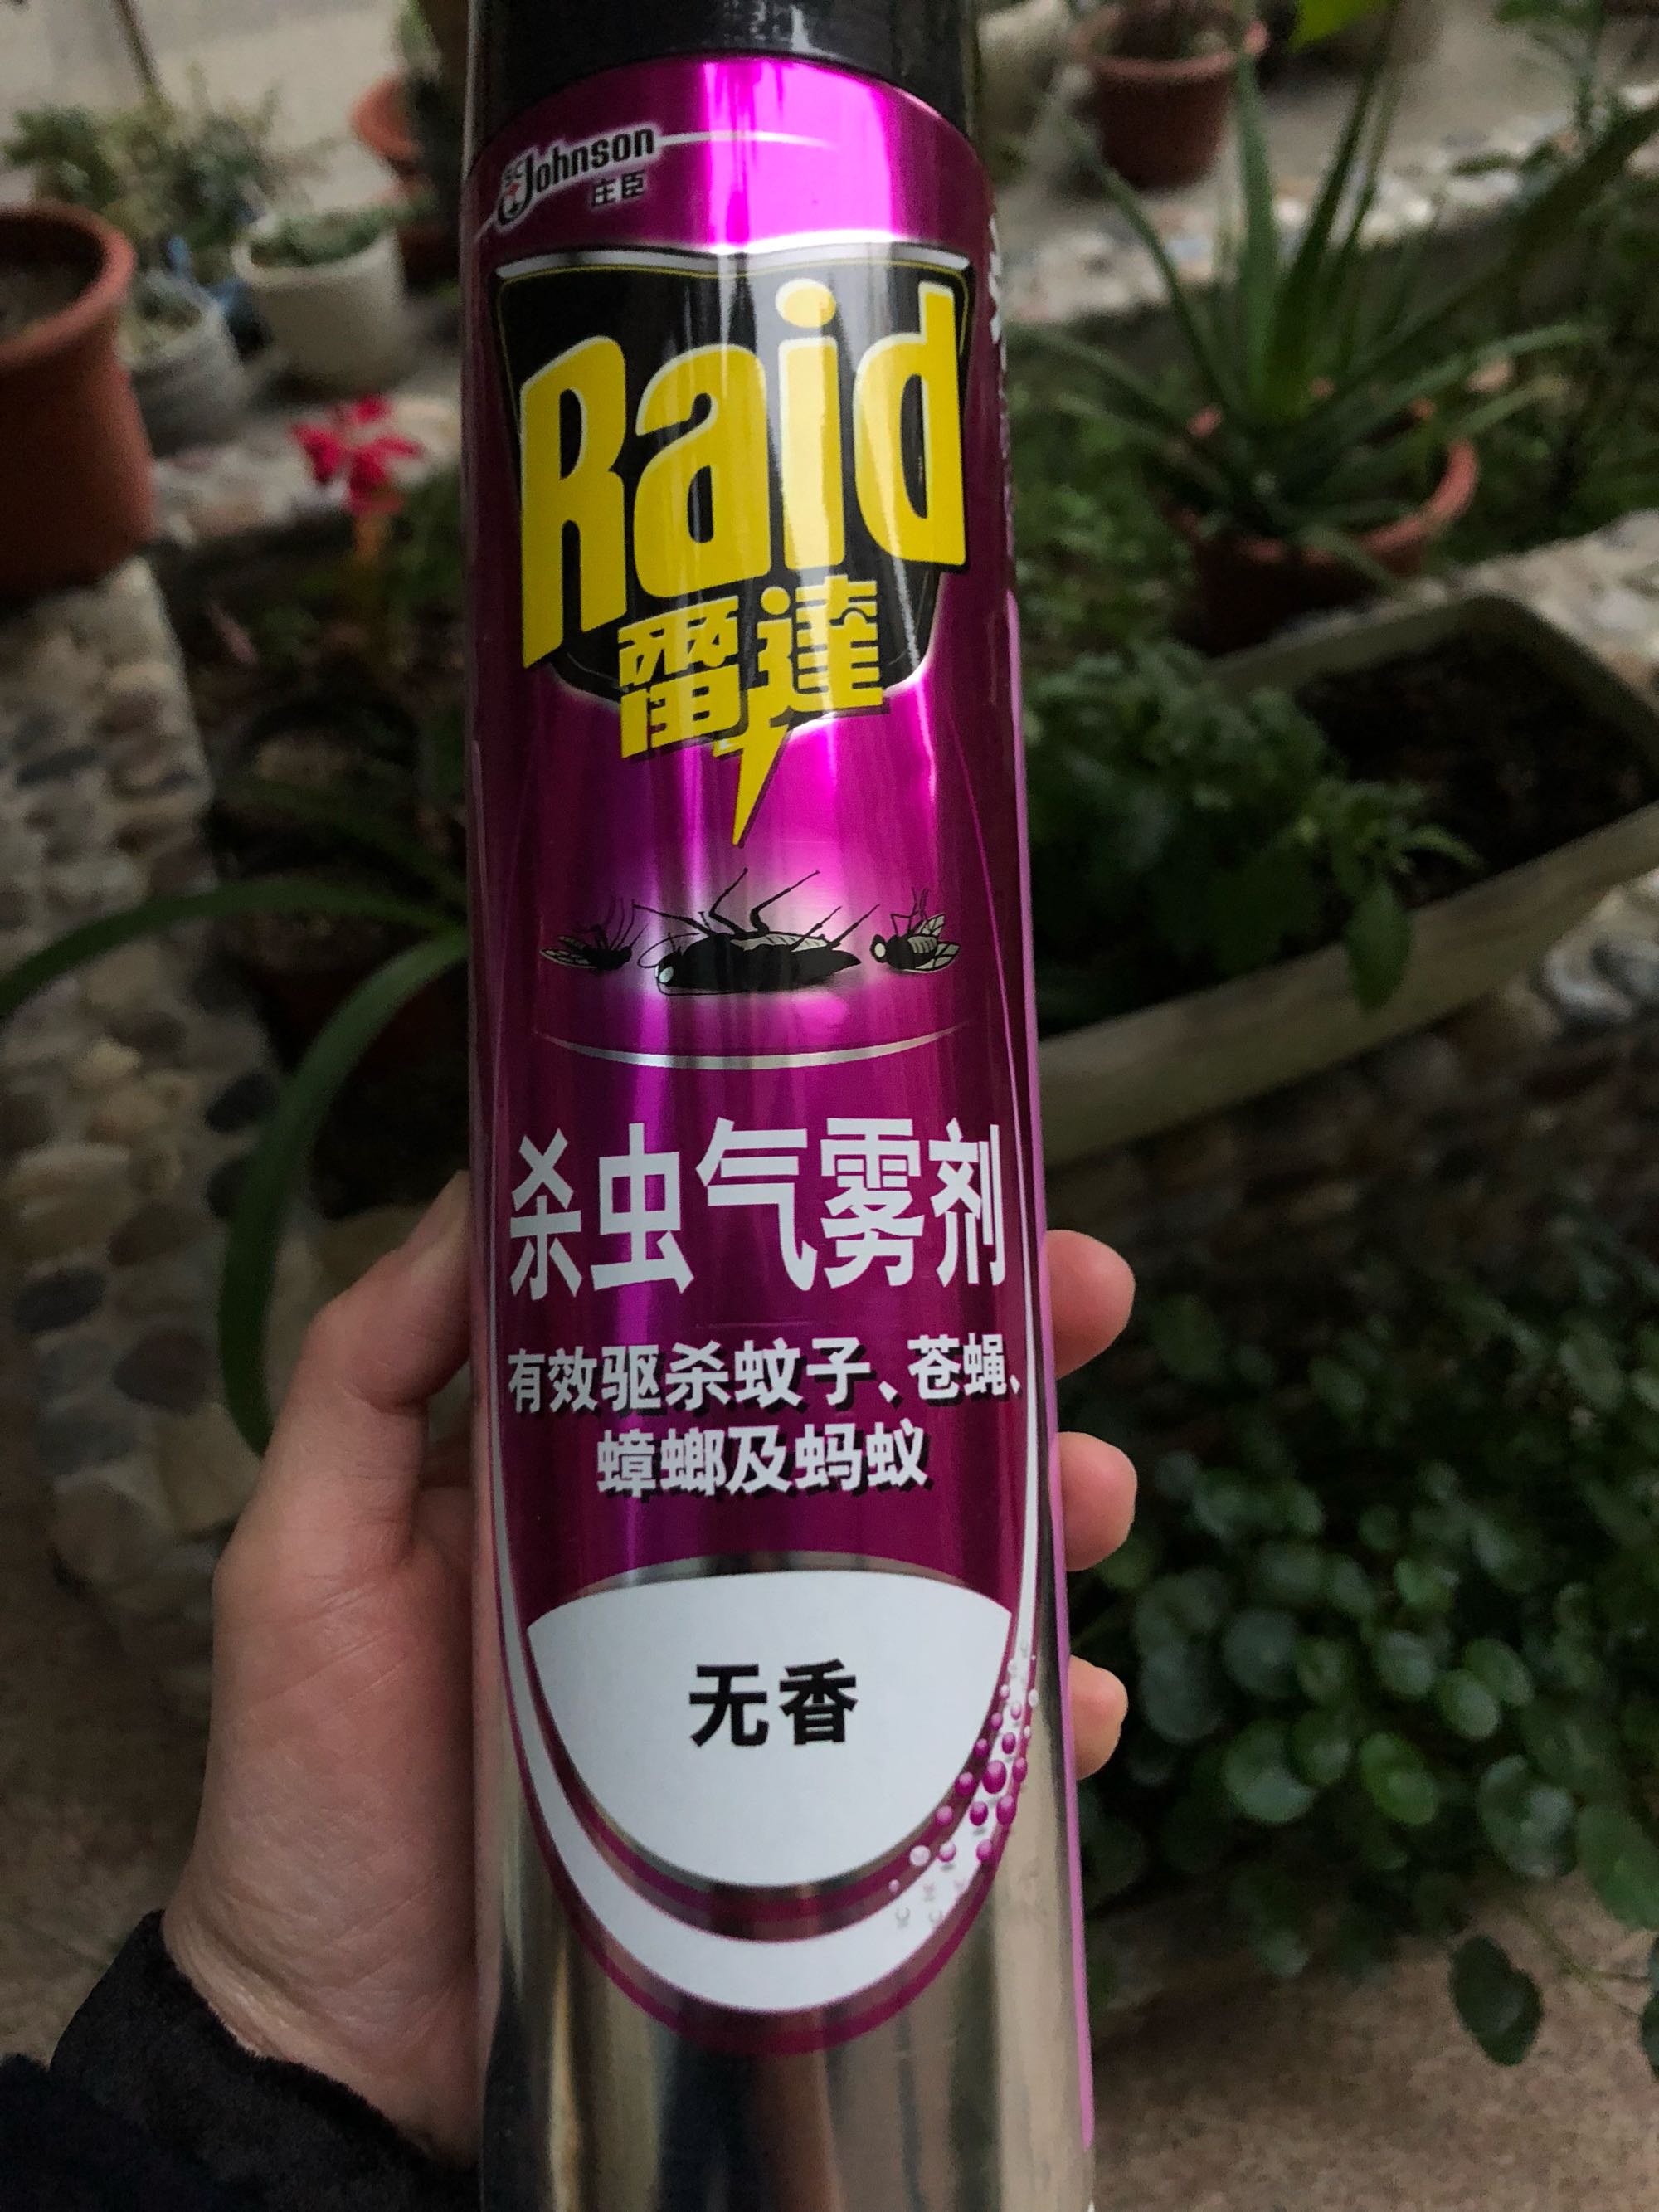 SC Johnson
庄臣
Raid
雷達
杀虫气雾剂
有效驱杀蚊子、苍蝇、
蟑螂及蚂蚁
无香